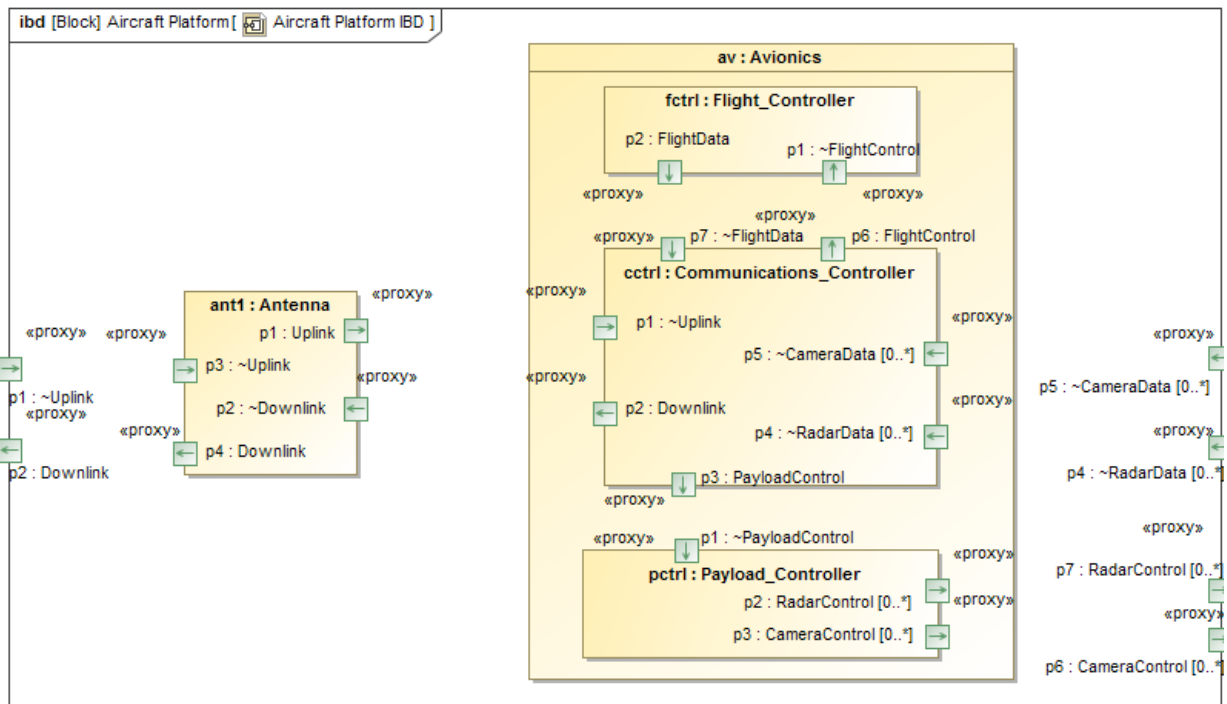 ibd [Block] Aircraft Platform [ Aircraft Platform IBD ]
av : Avionics
fctrl : Flight_Controller
p2 : FlightData
p1 : ~FlightControl
«proxy»
«proxy»
«proxy»
«proxy»
p7 : ~FlightData
p6 : FlightControl
cctrl : Communications_Controller
«proxy»
p1 : ~Uplink
«proxy»
p5 : ~CameraData [0..*]
«proxy»
p2 : Downlink
«proxy»
p4 : ~RadarData [0..*]
p3 : PayloadControl
«proxy»
«proxy»
p1 : ~PayloadControl
pctrl : Payload_Controller
«proxy»
p2 : RadarControl [0..*]
«proxy»
p3 : CameraControl [0..*]
ant1 : Antenna
«proxy»
p1 : Uplink
«proxy»
p3 : ~Uplink
«proxy»
p2 : ~Downlink
«proxy»
p4 : Downlink
«proxy»
p1 : ~Uplink
«proxy»
p2 : Downlink
«proxy»
p5 : ~CameraData [0..*]
«proxy»
p4 : ~RadarData [0..*]
«proxy»
p7 : RadarControl [0..*]
«proxy»
p6 : CameraControl [0..*]